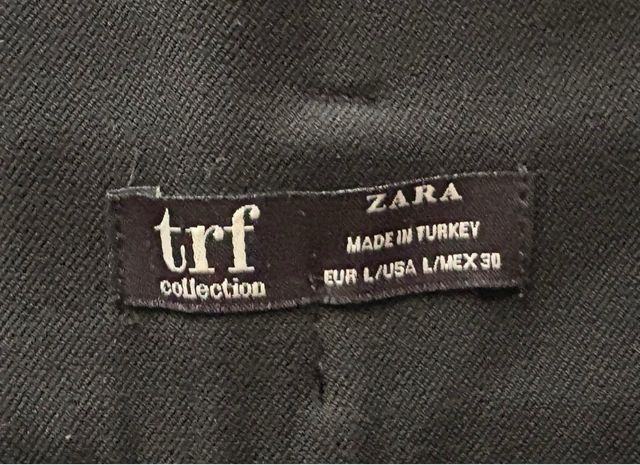 trf
collection
ZARA
MADE IN TURKEY
EUR L/USA L/MEX 30